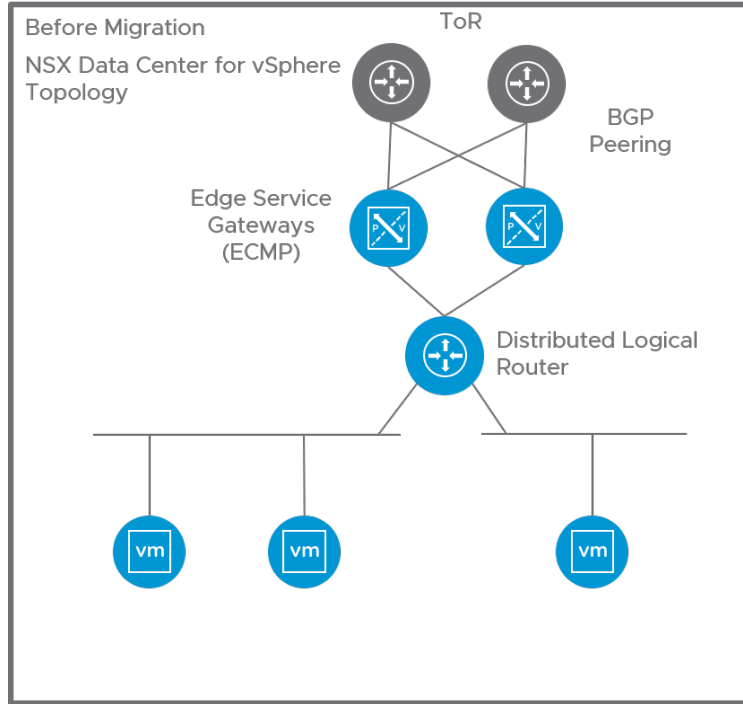 Before Migration
ToR
NSX Data Center for vSphere
Topology
BGP
Peering
Edge Service
Gateways
(ECMP)
P V
P V
Distributed Logical
Router
vm
vm
vm